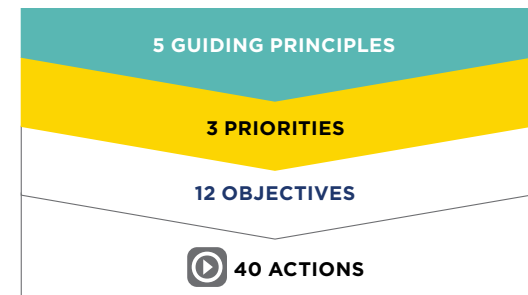 5 GUIDING PRINCIPLES
3 PRIORITIES
12 OBJECTIVES
40 ACTIONS